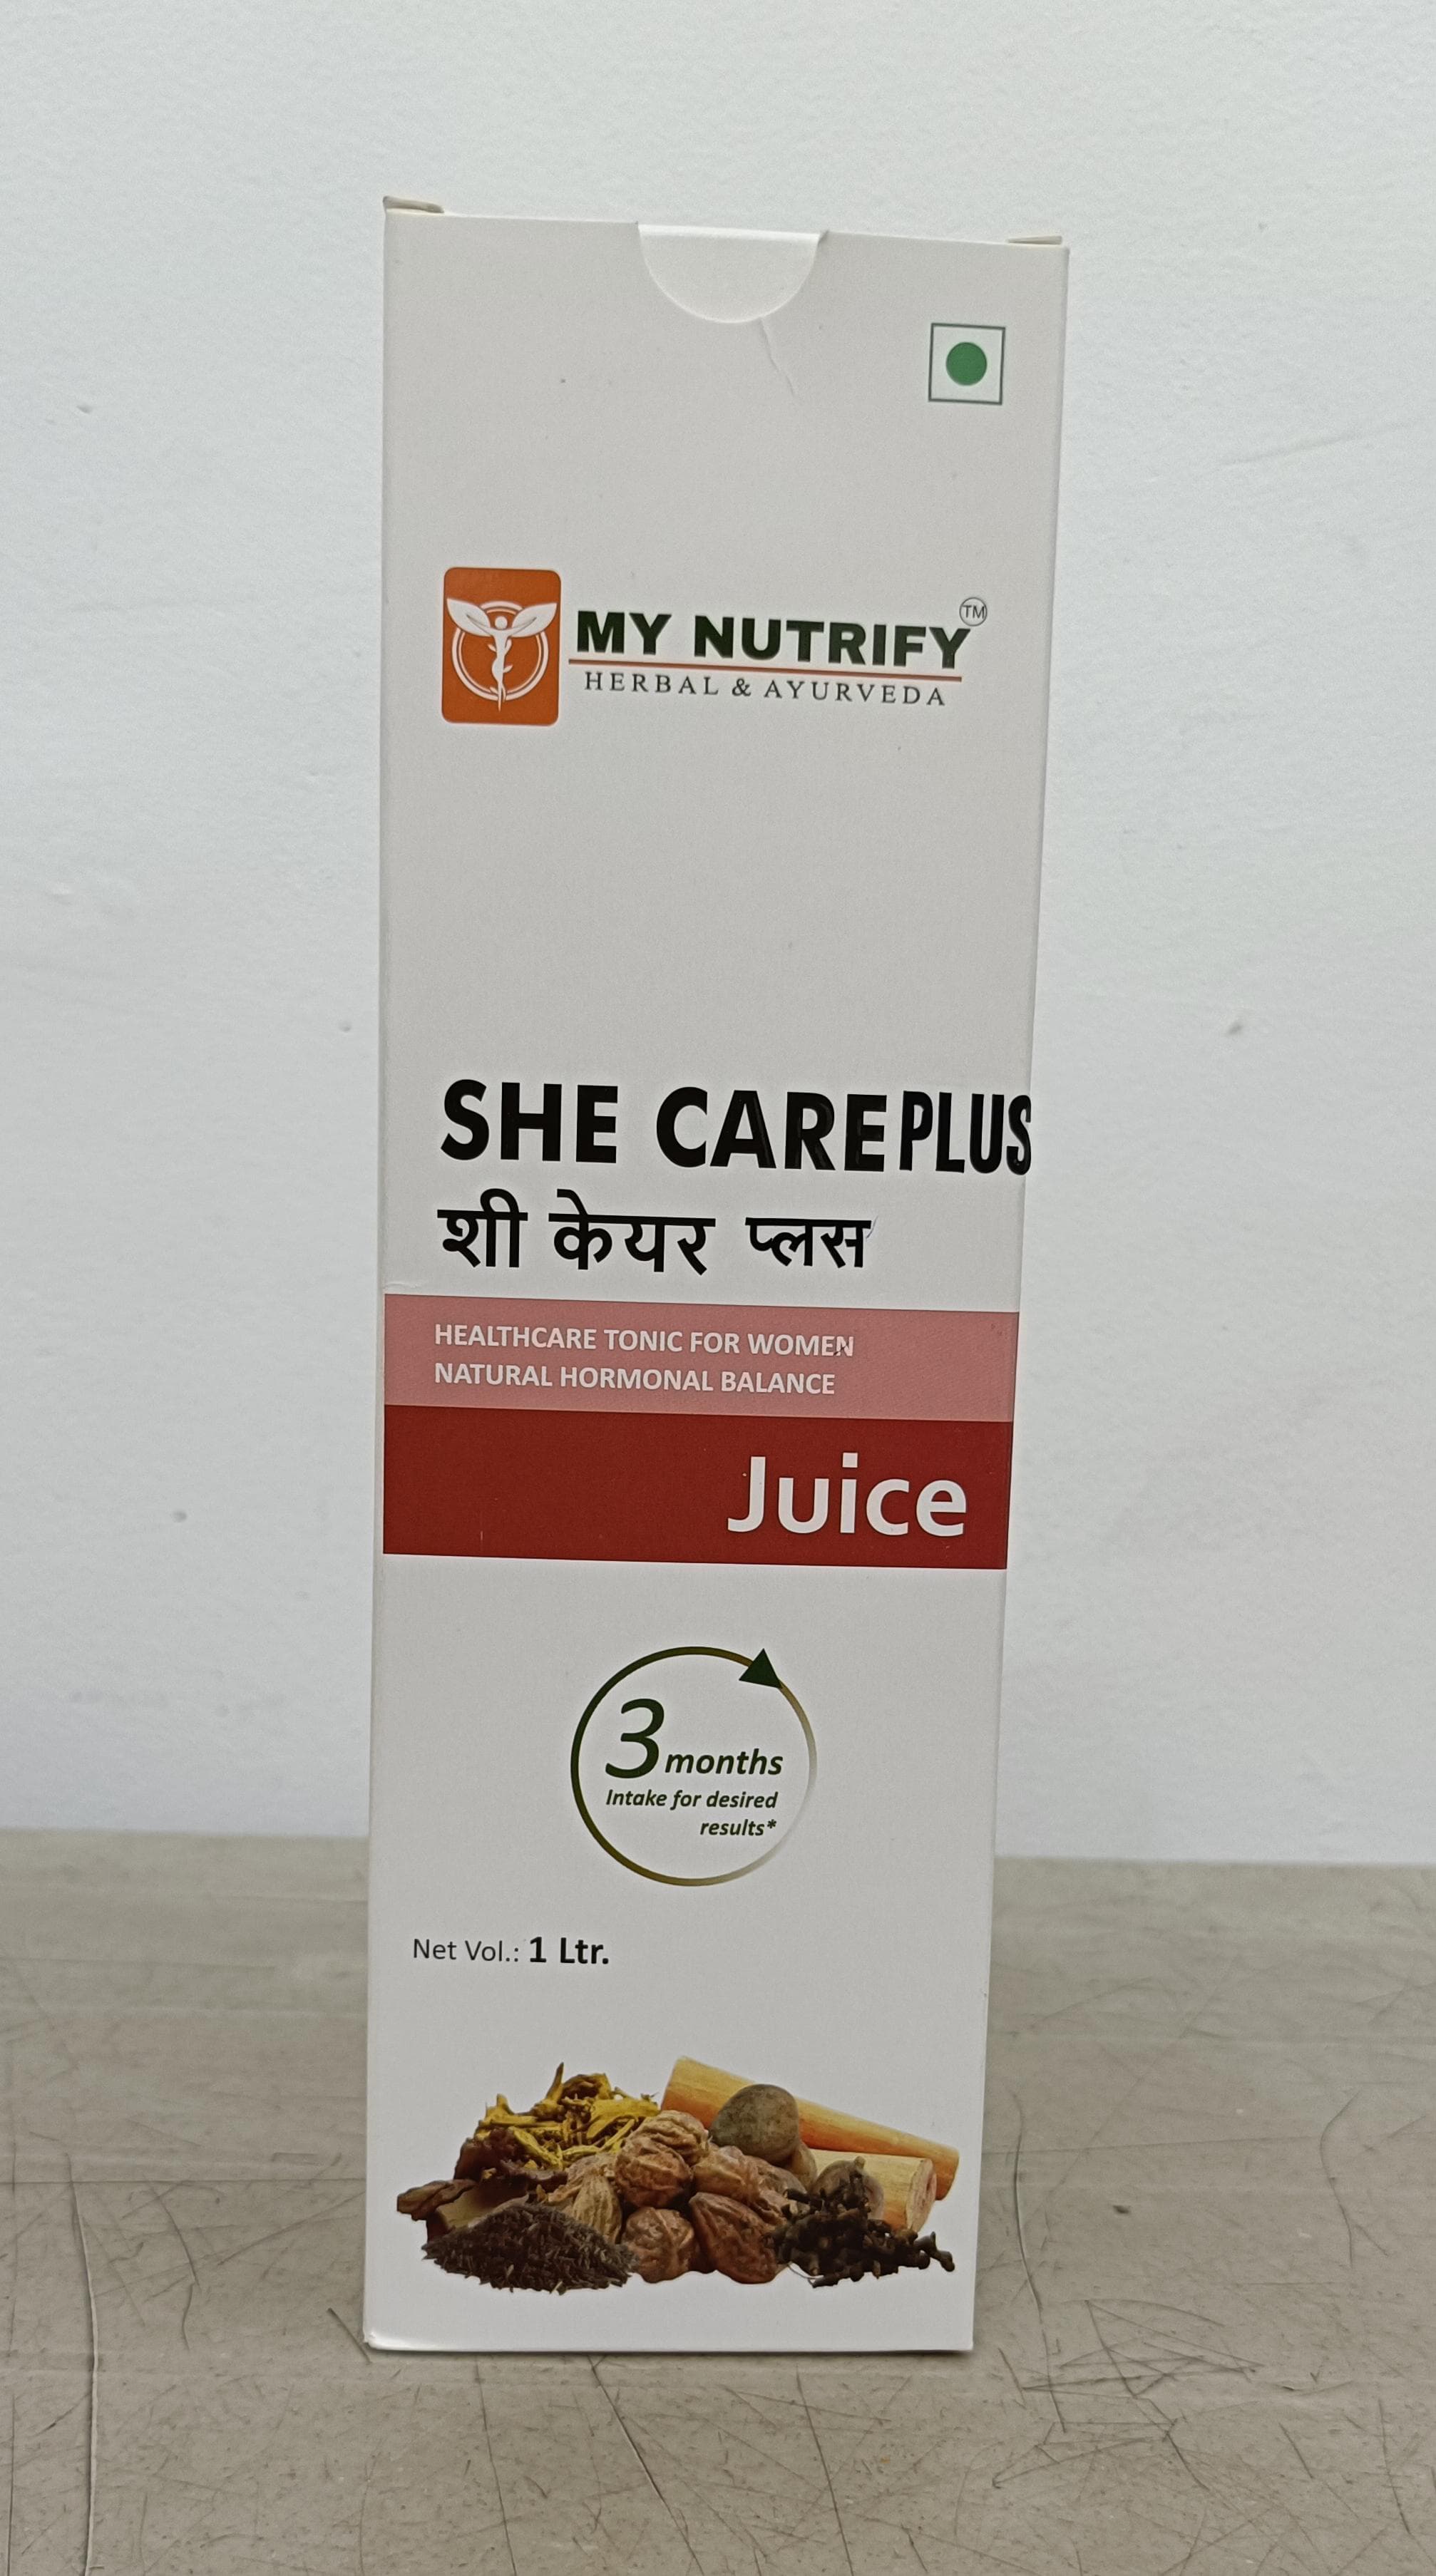 MY NUTRIFY™
HERBAL & AYURVEDA
SHE CAREPLUS
शी केयर प्लस
HEALTHCARE TONIC FOR WOMEN
NATURAL HORMONAL BALANCE
Juice
3 months
Intake for desired
results*
Net Vol.: 1 Ltr.